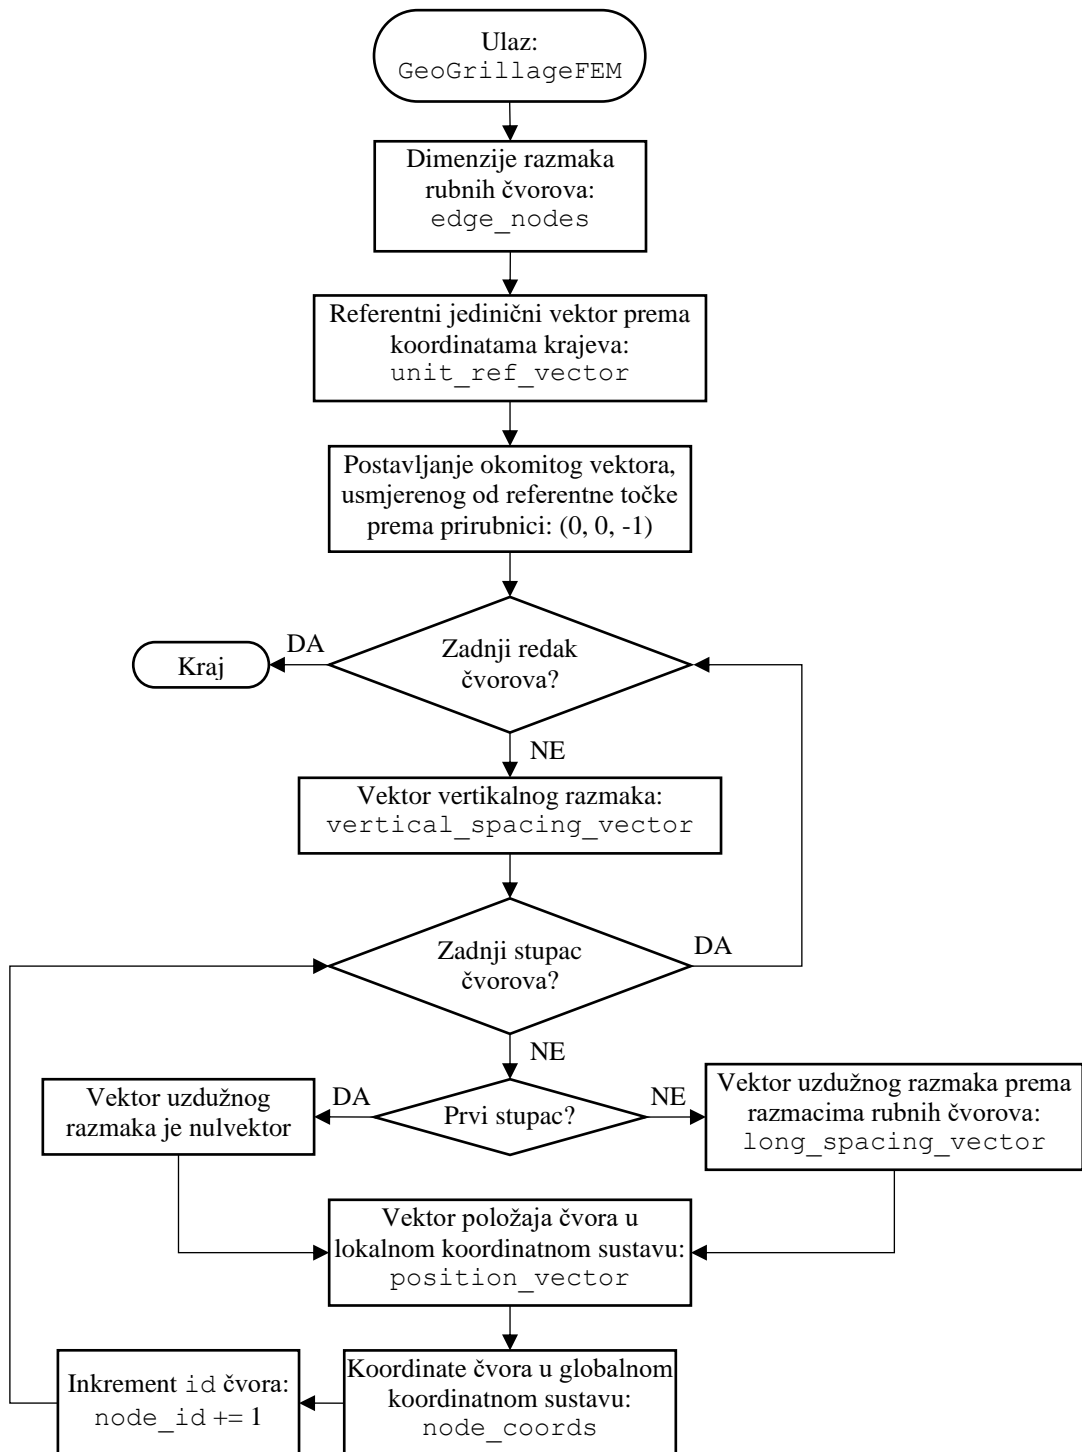 Ulaz:
GeoGrillageFEM
Dimenzije razmaka
rubnih čvorova:
edge_nodes
Referentni jedinični vektor prema
koordinatama krajeva:
unit_ref_vector
Postavljanje okomitog vektora,
usmjerenog od referentne točke
prema prirubnici: (0, 0, -1)
Zadnji redak
čvorova?
DA
Kraj
NE
Vektor vertikalnog razmaka:
vertical_spacing_vector
Zadnji stupac
čvorova?
DA
NE
Prvi stupac?
DA
NE
Vektor uzdužnog
razmaka je nulvektor
Vektor uzdužnog razmaka prema
razmacima rubnih čvorova:
long_spacing_vector
Vektor položaja čvora u
lokalnom koordinatnom sustavu:
position_vector
Koordinate čvora u globalnom
koordinatnom sustavu:
node_coords
Inkrement id čvora:
node_id += 1